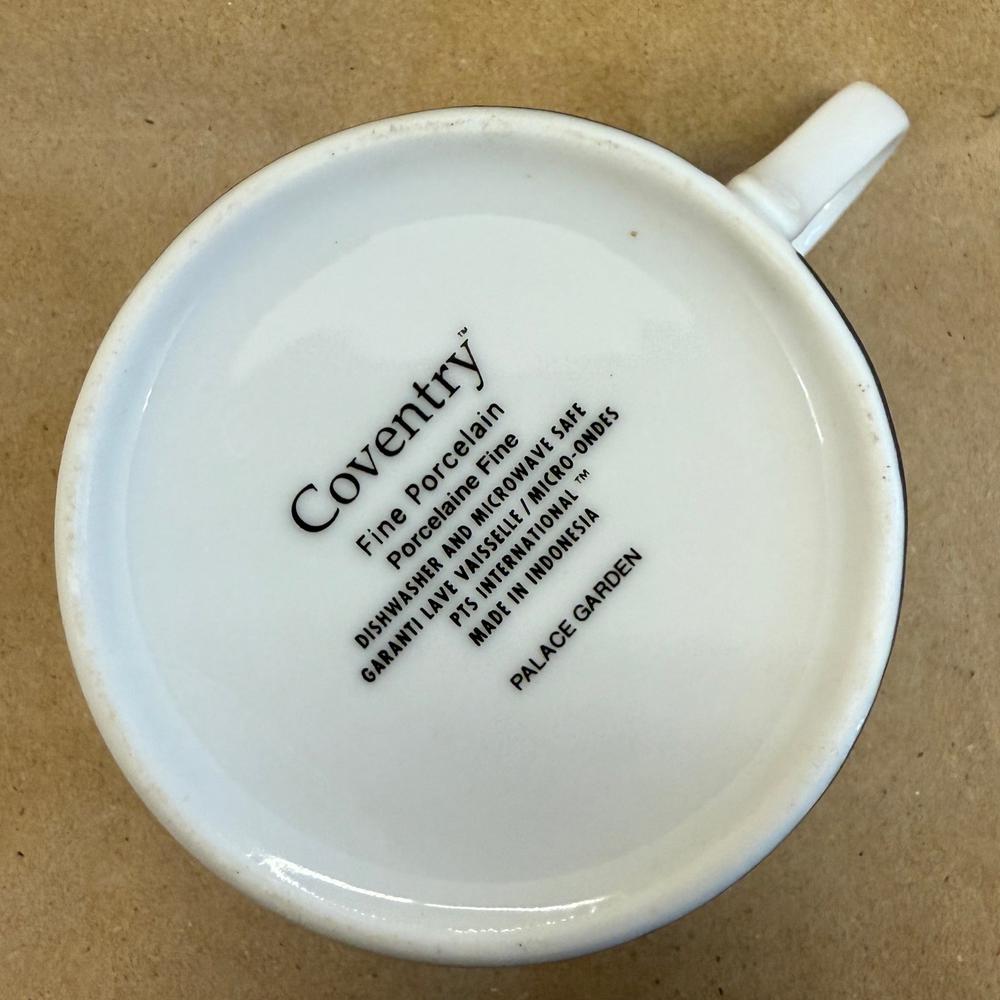 Coventry™
Fine Porcelain
Porcelaine Fine
DISHWASHER AND MICROWAVE SAFE
GARANTI LAVE VAISSELLE / MICRO-ONDES
PTS INTERNATIONAL™
MADE IN INDONESIA
PALACE GARDEN